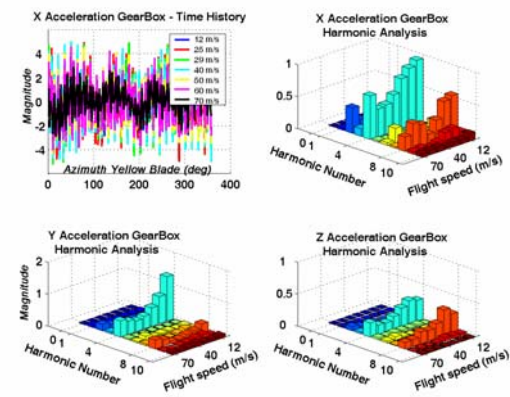 X Acceleration GearBox - Time History
Magnitude
4
2
0
-2
-4
12 m/s
25 m/s
29 m/s
40 m/s
50 m/s
60 m/s
70 m/s
Azimuth Yellow Blade (deg)
0 100 200 300 400
X Acceleration GearBox
Harmonic Analysis
1
0.5
0
0 1 4 8 10
Harmonic Number
70 40 12
Flight speed (m/s)
Y Acceleration GearBox
Harmonic Analysis
Magnitude
2
1
0
0 1 4 8 10
Harmonic Number
70 40 12
Flight speed (m/s)
Z Acceleration GearBox
Harmonic Analysis
1
0.5
0
0 1 4 8 10
Harmonic Number
70 40 12
Flight speed (m/s)